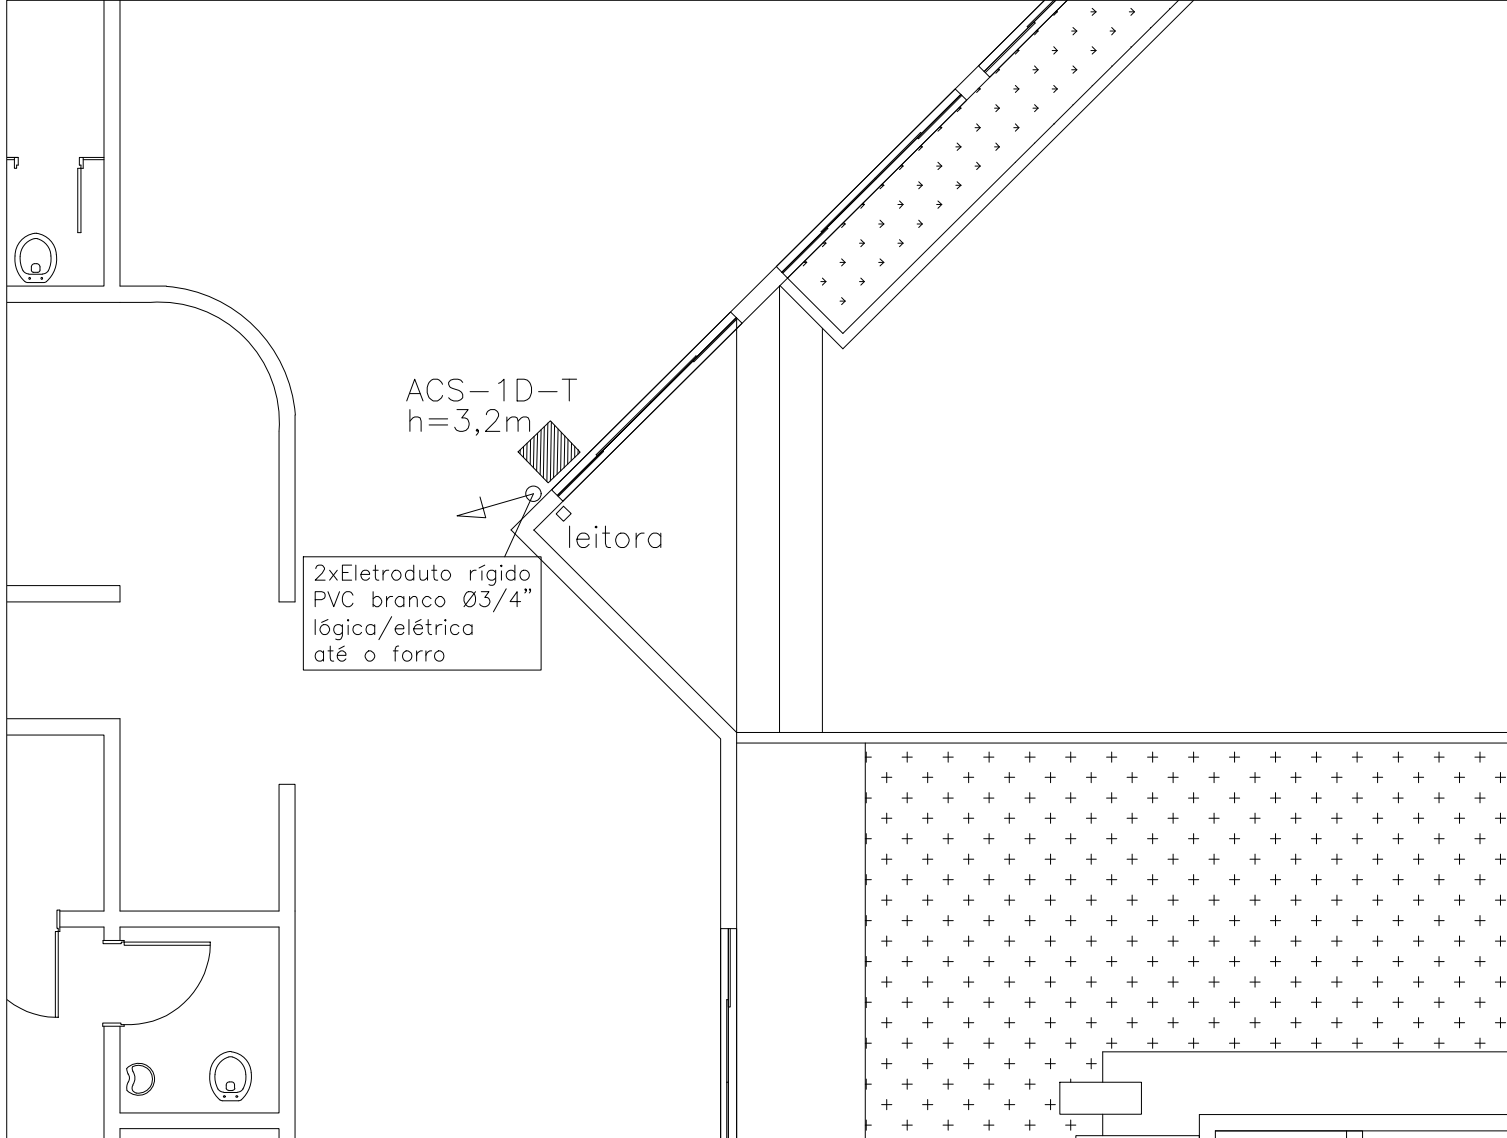 ACS-1D-T
h=3,2m
leitora
2xEletroduto rígido
PVC branco Ø3/4"
lógica/elétrica
até o forro